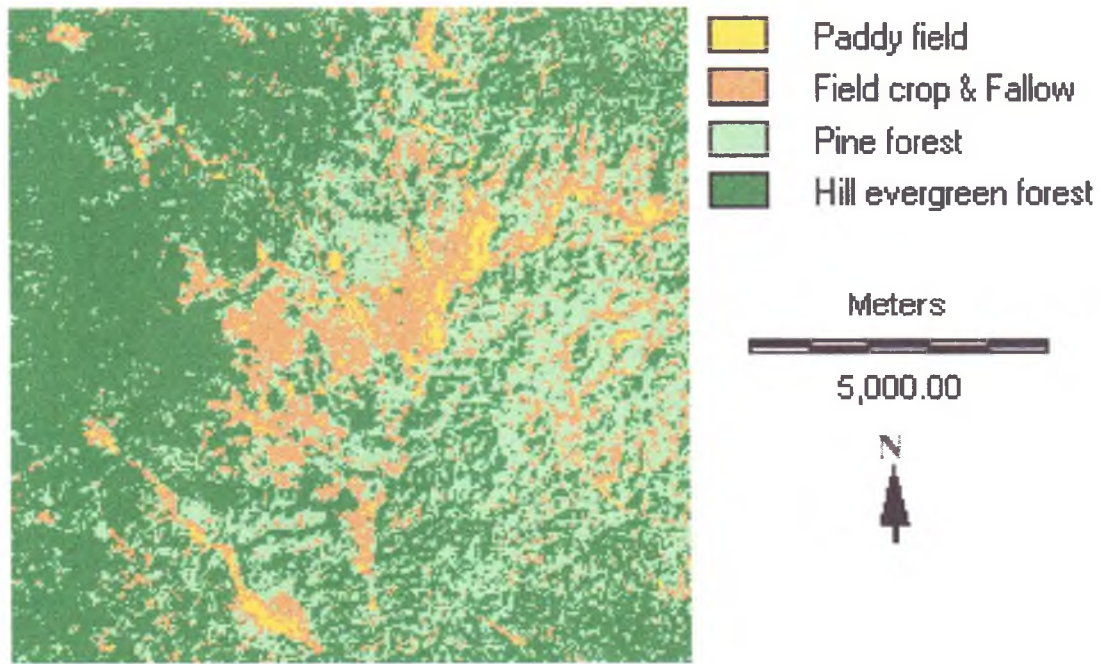 Paddy field
Field crop & Fallow
Pine forest
Hill evergreen forest
Meters
5,000.00
N